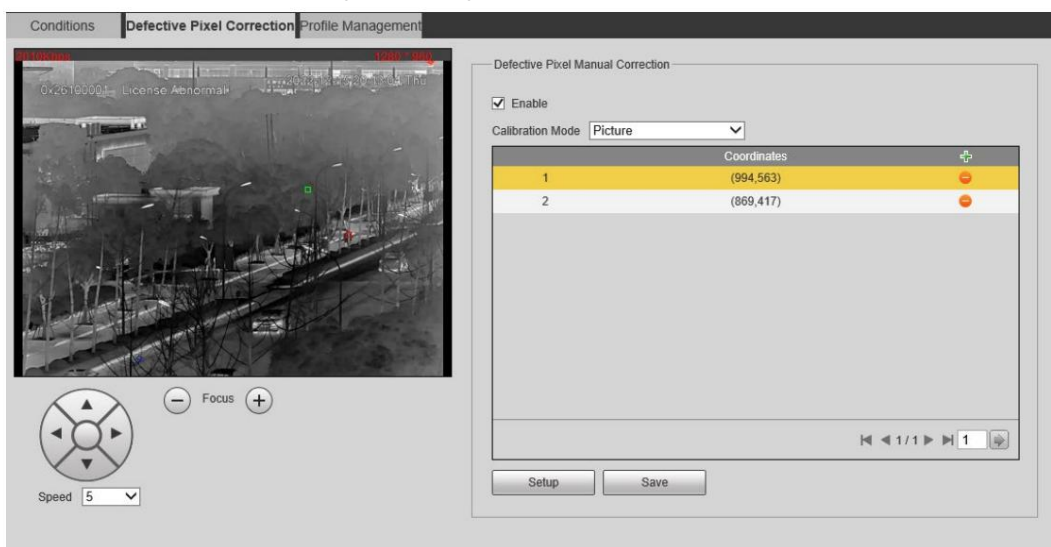 Conditions
Defective Pixel Correction
Profile Management
1280*960
License Abnormal
Thu
Defective Pixel Manual Correction
Enable
Calibration Mode Picture
Coordinates
1 (994,563)
2 (869,417)
1/1 1
Focus
Speed 5
Setup Save